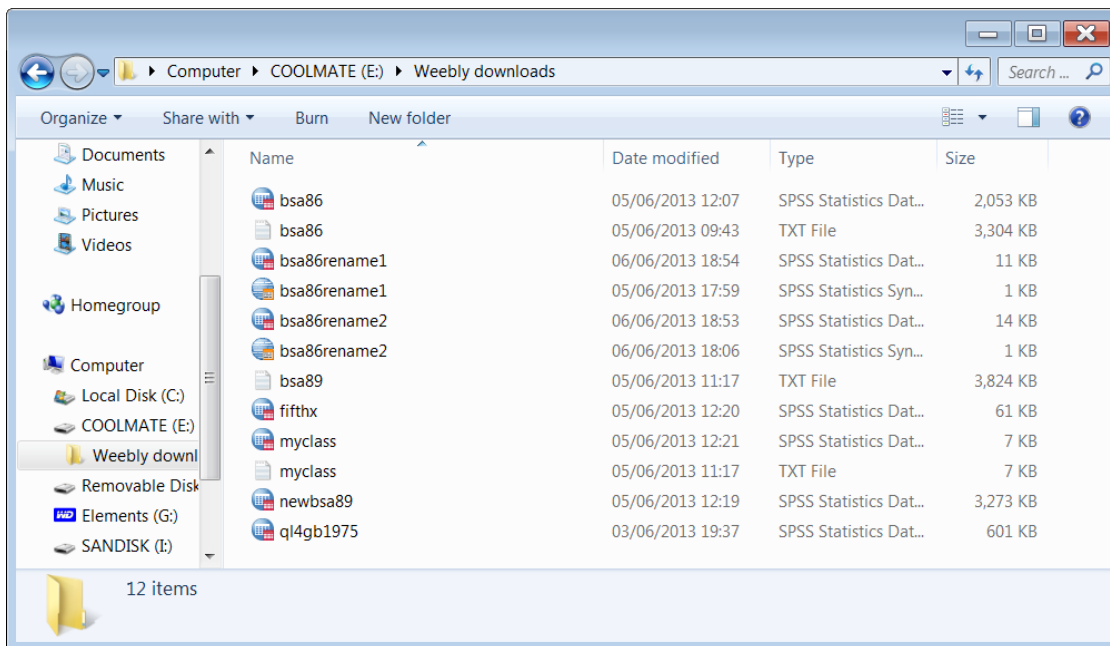 Computer COOLMATE (E:) Weebly downloads Search ...
Organize Share with Burn New folder
Documents
Music
Pictures
Videos
Homegroup
Computer
Local Disk (C:)
COOLMATE (E:)
Weebly downl
Removable Disk
WD Elements (G:)
SANDISK (I:)
Name Date modified Type Size
bsa86 05/06/2013 12:07 SPSS Statistics Dat... 2,053 KB
bsa86 05/06/2013 09:43 TXT File 3,304 KB
bsa86rename1 06/06/2013 18:54 SPSS Statistics Dat... 11 KB
bsa86rename1 05/06/2013 17:59 SPSS Statistics Syn... 1 KB
bsa86rename2 06/06/2013 18:53 SPSS Statistics Dat... 14 KB
bsa86rename2 06/06/2013 18:06 SPSS Statistics Syn... 1 KB
bsa89 05/06/2013 11:17 TXT File 3,824 KB
fifthx 05/06/2013 12:20 SPSS Statistics Dat... 61 KB
myclass 05/06/2013 12:21 SPSS Statistics Dat... 7 KB
myclass 05/06/2013 11:17 TXT File 7 KB
newbsa89 05/06/2013 12:19 SPSS Statistics Dat... 3,273 KB
ql4gb1975 03/06/2013 19:37 SPSS Statistics Dat... 601 KB
12 items